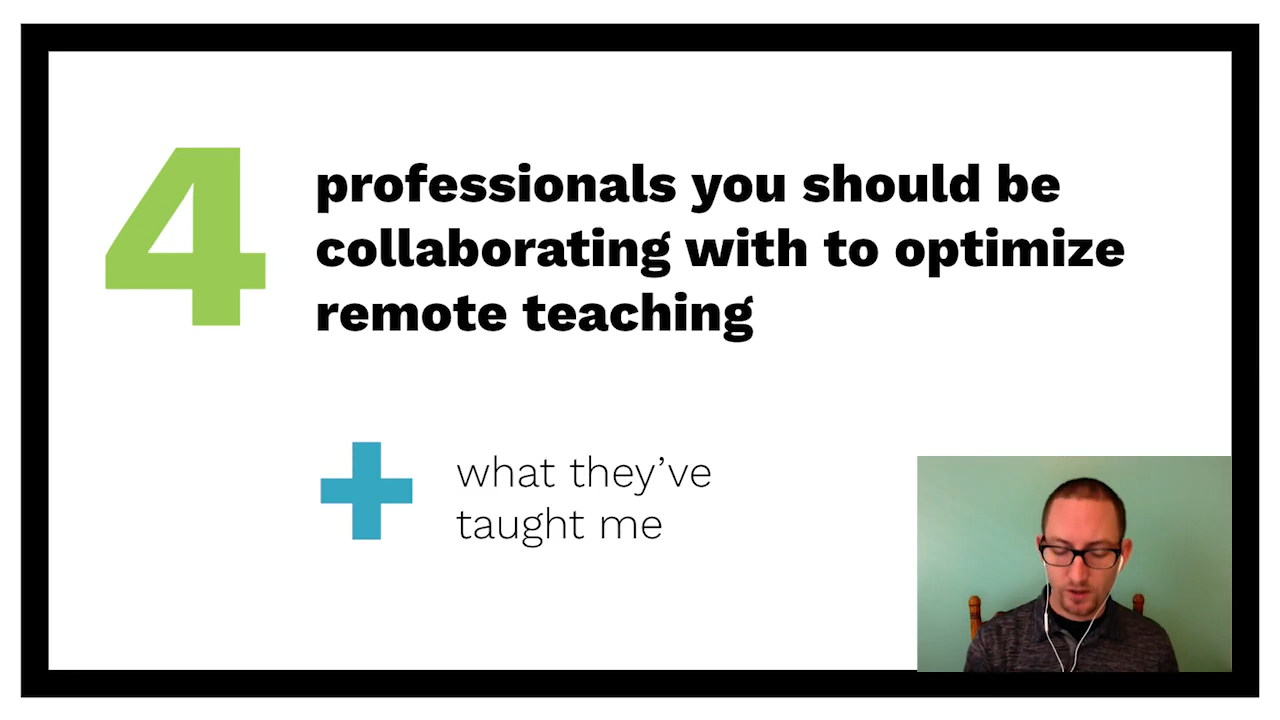 4
professionals you should be
collaborating with to optimize
remote teaching
+
what they’ve
taught me